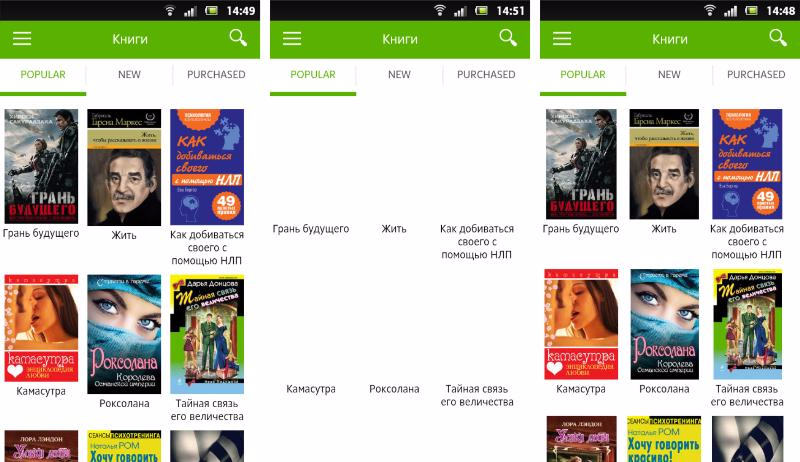 14:49
Книги
POPULAR NEW PURCHASED
ХИРОСИ
САКУРАДЗАКА
ГРАНЬ
БУДУЩЕГО
Габриэль
Гарсиа Маркес
Жить,
чтобы рассказывать о жизни
ПСИХОЛОГИЯ
КАК
добиваться
своего
с помощью НЛП
49
правил
Грань будущего
Жить
Как добиваться
своего с
помощью НЛП
камасутра
камасутра
энциклопедия
любви
Страсть в гареме
Роксолана
Королева
Османской империи
Дарья Донцова
Тайная связь
его величества
Камасутра
Роксолана
Тайная связь
его величества
ЛОРА ЛЭНДОН
СЕАНСЫ ПСИХОТРЕНИНГА
Наталья РОМ
Хочу говорить
14:51
Книги
POPULAR NEW PURCHASED
Грань будущего
Жить
Как добиваться
своего с
помощью НЛП
Камасутра
Роксолана
Тайная связь
его величества
14:48
Книги
POPULAR NEW PURCHASED
ХИРОСИ
САКУРАДЗАКА
ГРАНЬ
БУДУЩЕГО
Габриэль
Гарсиа Маркес
Жить,
чтобы рассказывать о жизни
ПСИХОЛОГИЯ
КАК
добиваться
своего
с помощью НЛП
49
правил
Грань будущего
Жить
Как добиваться
своего с
помощью НЛП
камасутра
камасутра
энциклопедия
любви
Страсть в гареме
Роксолана
Королева
Османской империи
Дарья Донцова
Тайная связь
его величества
Камасутра
Роксолана
Тайная связь
его величества
ЛОРА ЛЭНДОН
СЕАНСЫ ПСИХОТРЕНИНГА
Наталья РОМ
Хочу говорить
красиво!